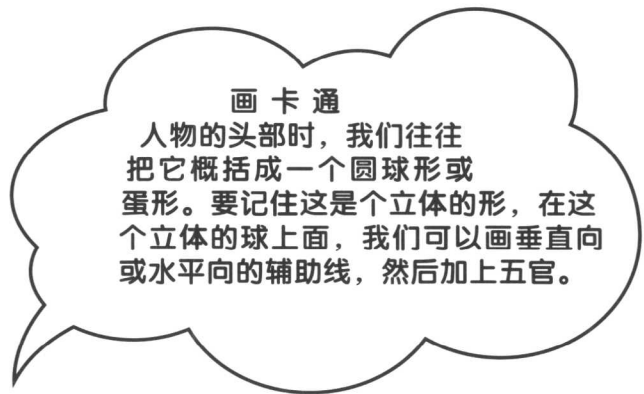 画卡通
人物的头部时，我们往往
把它概括成一个圆球形或
蛋形。要记住这是个立体的形，在这
个立体的球上面，我们可以画垂直向
或水平向的辅助线，然后加上五官。